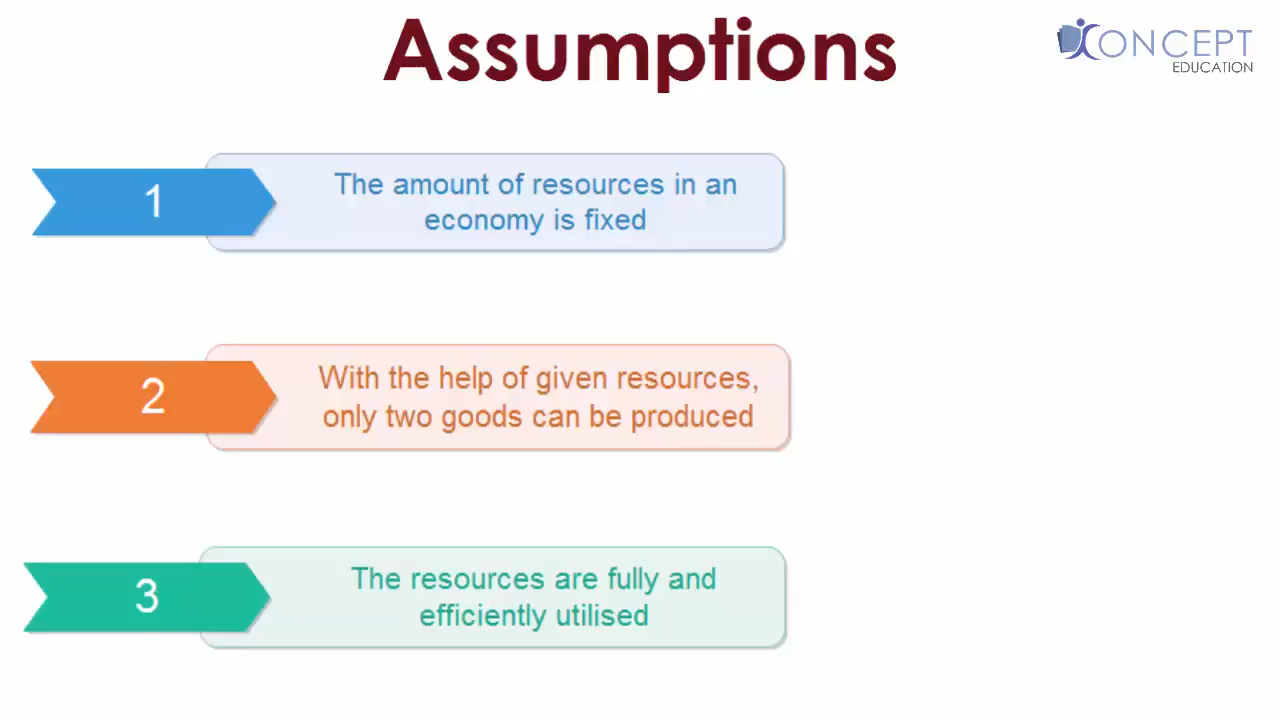 Assumptions
CONCEPT
EDUCATION
1
The amount of resources in an
economy is fixed
2
With the help of given resources,
only two goods can be produced
3
The resources are fully and
efficiently utilised